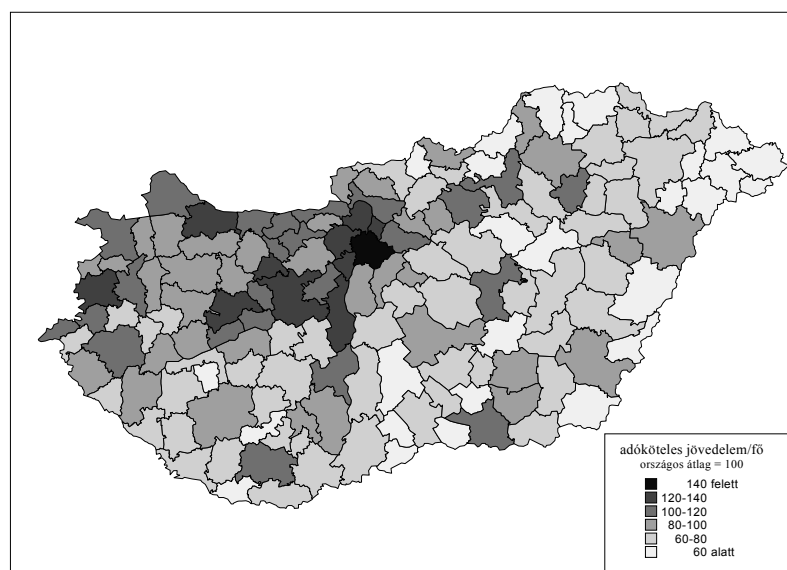 adóköteles jövedelem/fő
országos átlag = 100
140 felett
120-140
100-120
80-100
60-80
60 alatt